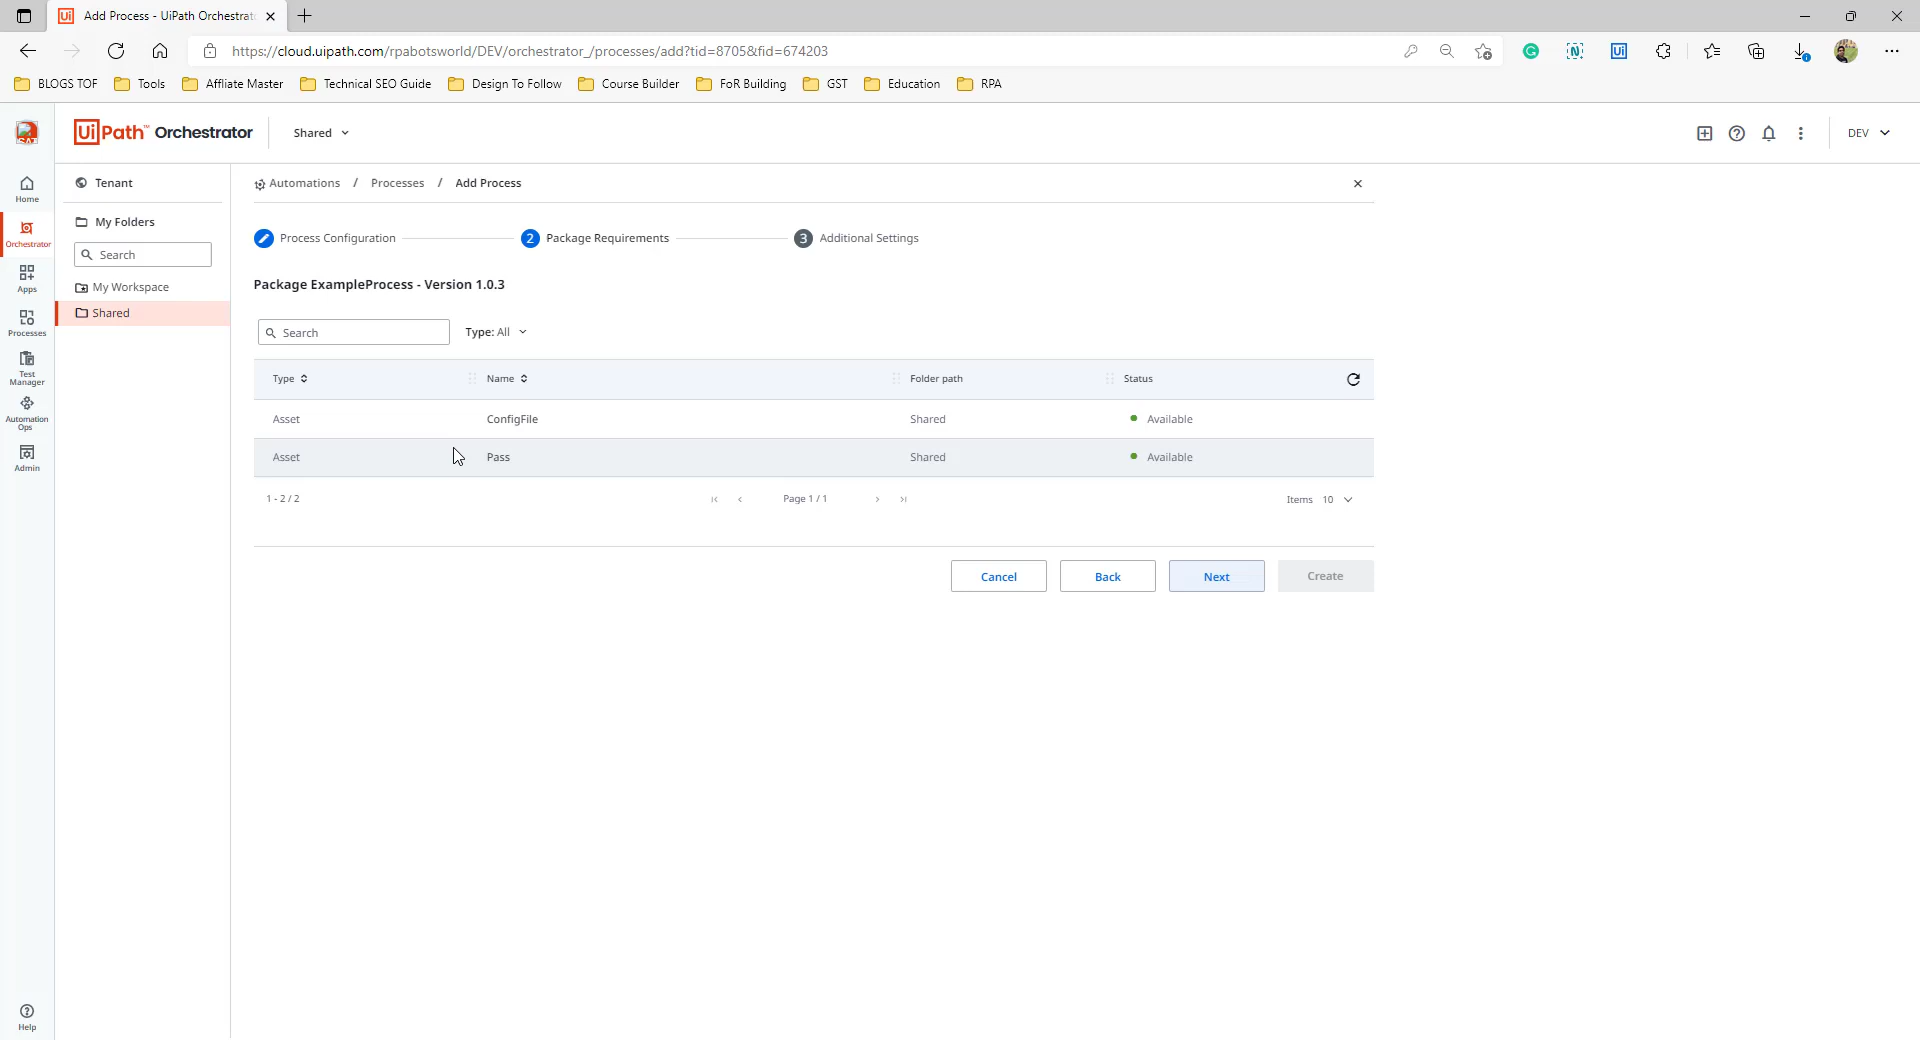 Add Process - UiPath Orchestrat
https://cloud.uipath.com/rpabotsworld/DEV/orchestrator_/processes/add?tid=8705&fid=674203
BLOGS TOF Tools Affliate Master Technical SEO Guide Design To Follow Course Builder FoR Building GST Education RPA
UiPath™ Orchestrator Shared DEV
Home
Orchestrator
Apps
Processes
Test Manager
Automation Ops
Admin
Help
Tenant
My Folders
Search
My Workspace
Shared
Automations / Processes / Add Process
Process Configuration 2 Package Requirements 3 Additional Settings
Package ExampleProcess - Version 1.0.3
Search Type: All
Type Name Folder path Status
Asset ConfigFile Shared Available
Asset Pass Shared Available
1 - 2 / 2 Page 1 / 1 Items 10
Cancel Back Next Create